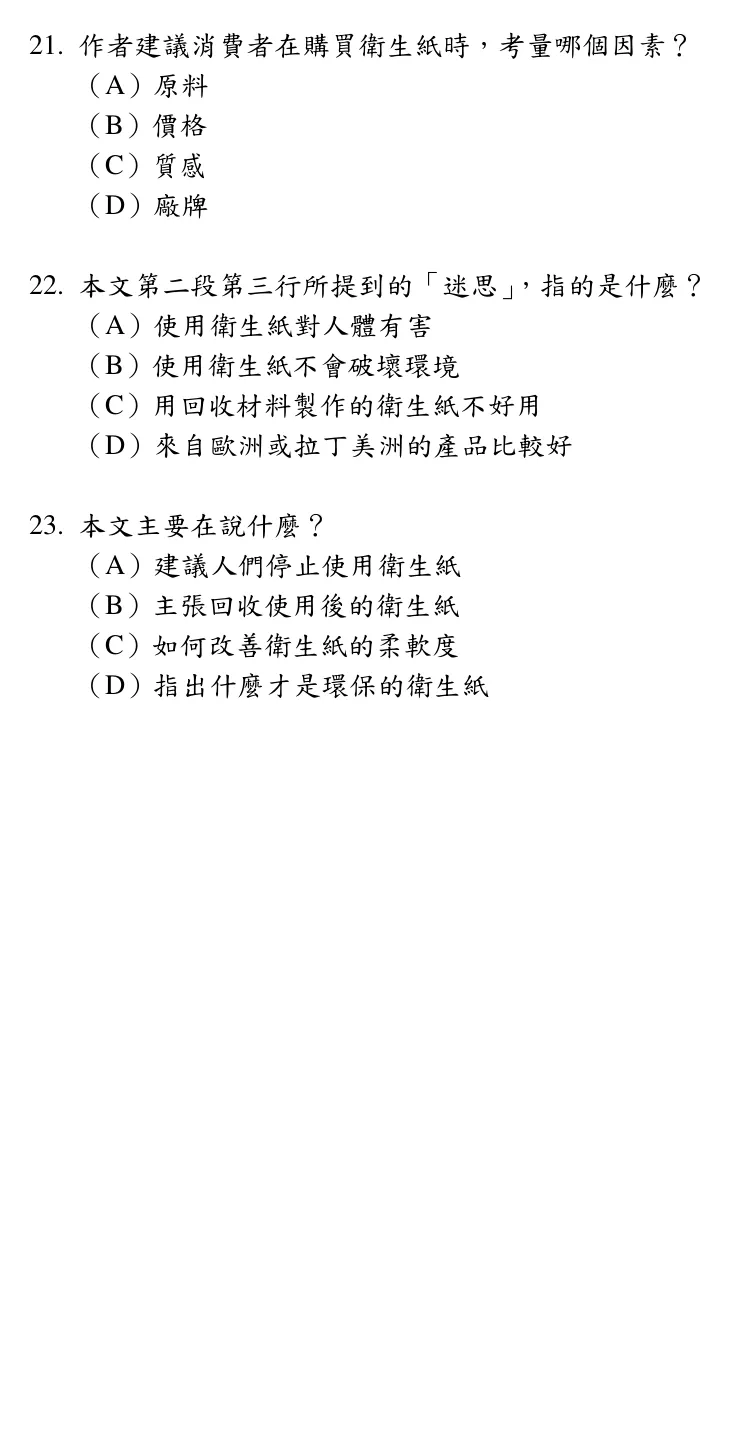 21. 作者建議消費者在購買衛生紙時，考量哪個因素？
（A）原料
（B）價格
（C）質感
（D）廠牌
22. 本文第二段第三行所提到的「迷思」，指的是什麼？
（A）使用衛生紙對人體有害
（B）使用衛生紙不會破壞環境
（C）用回收材料製作的衛生紙不好用
（D）來自歐洲或拉丁美洲的產品比較好
23. 本文主要在說什麼？
（A）建議人們停止使用衛生紙
（B）主張回收使用後的衛生紙
（C）如何改善衛生紙的柔軟度
（D）指出什麼才是環保的衛生紙